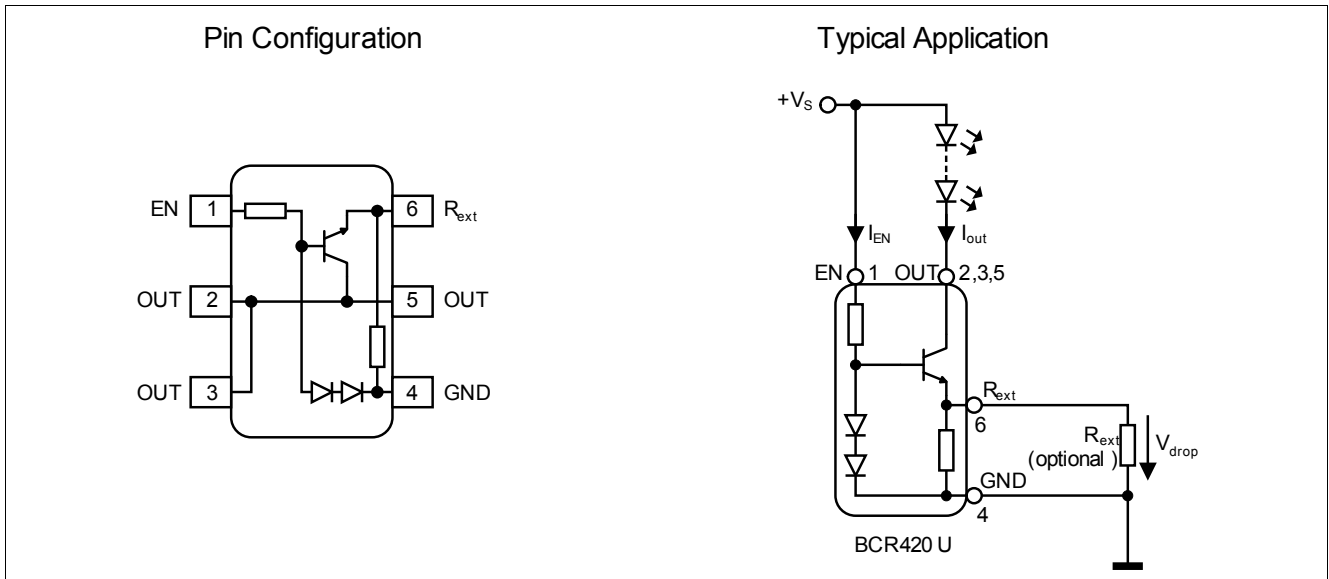 Pin Configuration
EN 1
6 Rext
OUT 2
5 OUT
OUT 3
4 GND
Typical Application
+VS
IEN
Iout
EN 1 OUT 2,3,5
Rext
6
Rext
(optional )
Vdrop
GND
4
BCR420 U